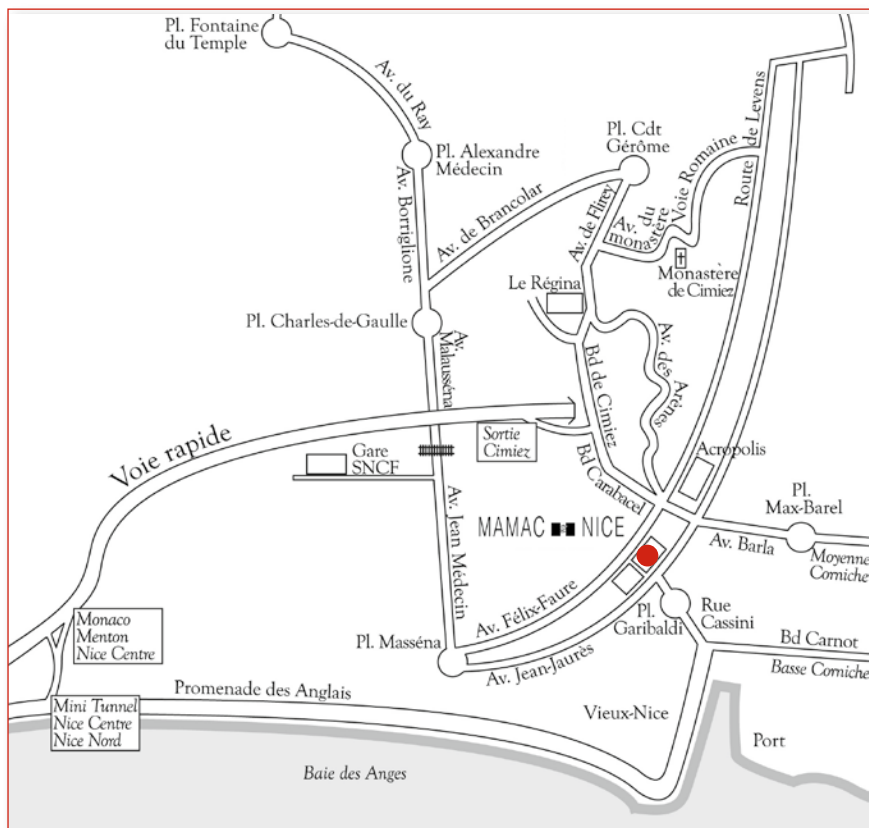 Pl. Fontaine
du Temple
Av. du Ray
Pl. Alexandre
Médecin
Pl. Cdt
Gérôme
Av. Borriglione
Av. de Brancolar
Av. de Flirey
Av. du
monastère
Voie Romaine
Route de Levens
Monastère
de Cimiez
Le Régina
Pl. Charles-de-Gaulle
Av.
Malausséna
Av. des
Arènes
Bd de Cimiez
Voie rapide
Sortie
Cimiez
Gare
SNCF
Bd Carabacel
Acropolis
Pl.
Max-Barel
MAMAC NICE
Av. Jean Médecin
Av. Barla
Moyenne
Corniche
Av. Félix-Faure
Pl.
Garibaldi
Rue
Cassini
Monaco
Menton
Nice Centre
Pl. Masséna
Av. Jean-Jaurès
Bd Carnot
Basse Corniche
Promenade des Anglais
Mini Tunnel
Nice Centre
Nice Nord
Vieux-Nice
Port
Baie des Anges